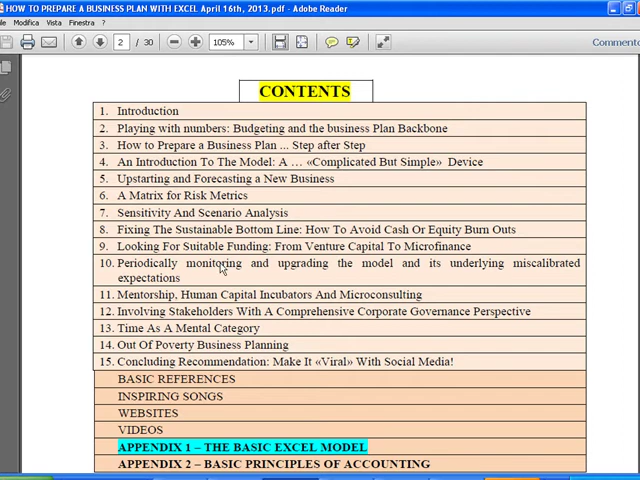 HOW TO PREPARE A BUSINESS PLAN WITH EXCEL April 16th, 2013.pdf - Adobe Reader
Modifica Vista Finestra ?
2 / 30 105% Commento
CONTENTS
1. Introduction
2. Playing with numbers: Budgeting and the business Plan Backbone
3. How to Prepare a Business Plan ... Step after Step
4. An Introduction To The Model: A … «Complicated But Simple» Device
5. Upstarting and Forecasting a New Business
6. A Matrix for Risk Metrics
7. Sensitivity And Scenario Analysis
8. Fixing The Sustainable Bottom Line: How To Avoid Cash Or Equity Burn Outs
9. Looking For Suitable Funding: From Venture Capital To Microfinance
10. Periodically monitoring and upgrading the model and its underlying miscalibrated
expectations
11. Mentorship, Human Capital Incubators And Microconsulting
12. Involving Stakeholders With A Comprehensive Corporate Governance Perspective
13. Time As A Mental Category
14. Out Of Poverty Business Planning
15. Concluding Recommendation: Make It «Viral» With Social Media!
BASIC REFERENCES
INSPIRING SONGS
WEBSITES
VIDEOS
APPENDIX 1 – THE BASIC EXCEL MODEL
APPENDIX 2 – BASIC PRINCIPLES OF ACCOUNTING